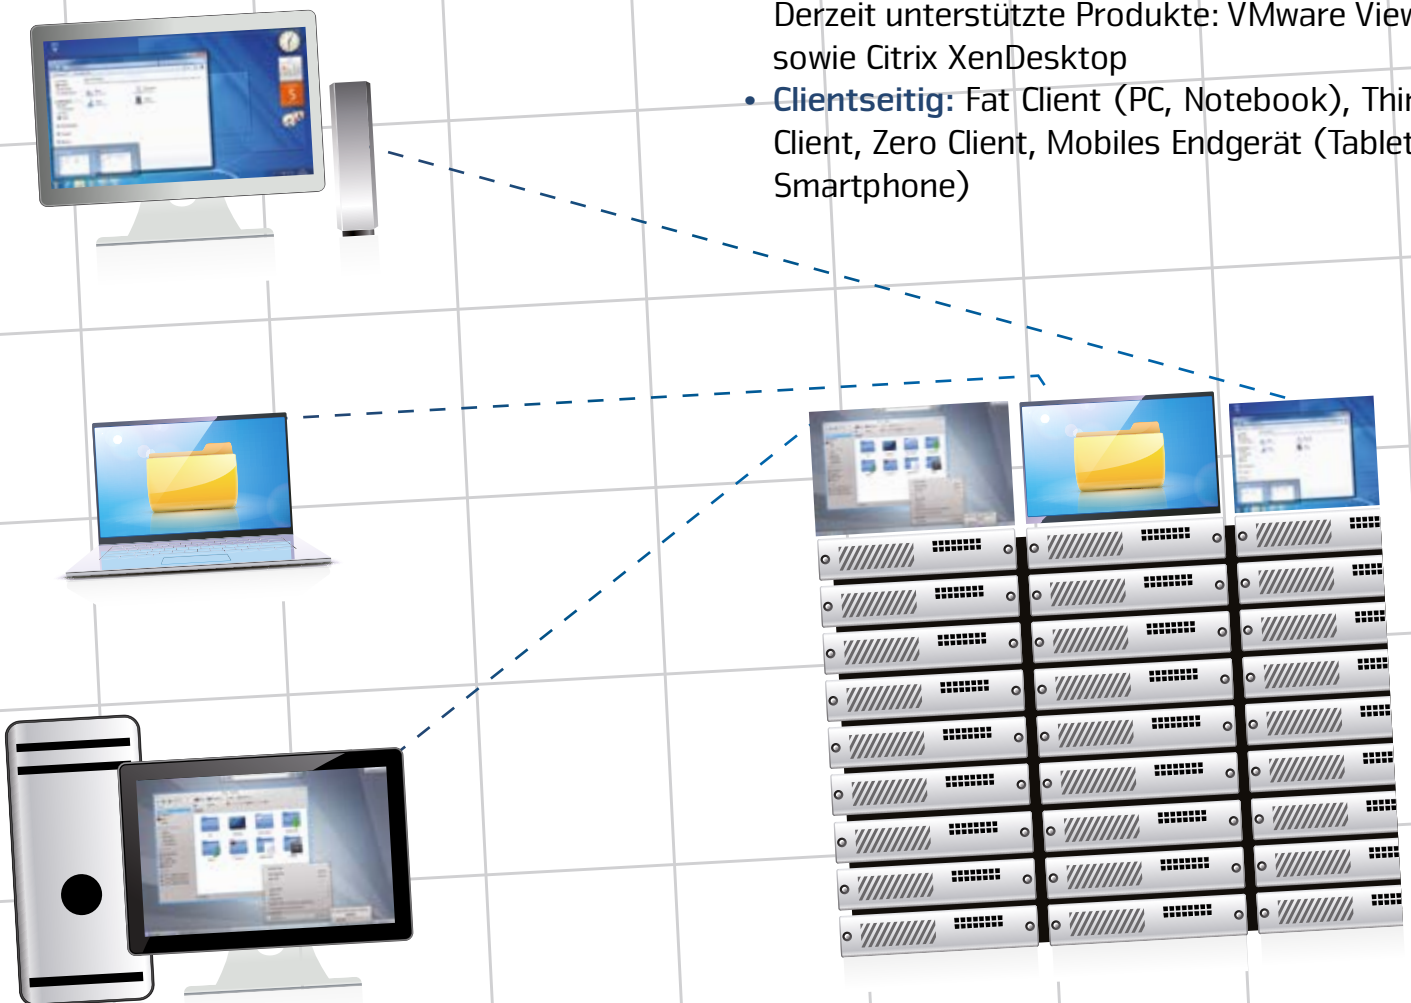 Derzeit unterstützte Produkte: VMware View
sowie Citrix XenDesktop
• Clientseitig: Fat Client (PC, Notebook), Thin
Client, Zero Client, Mobiles Endgerät (Tablet
Smartphone)